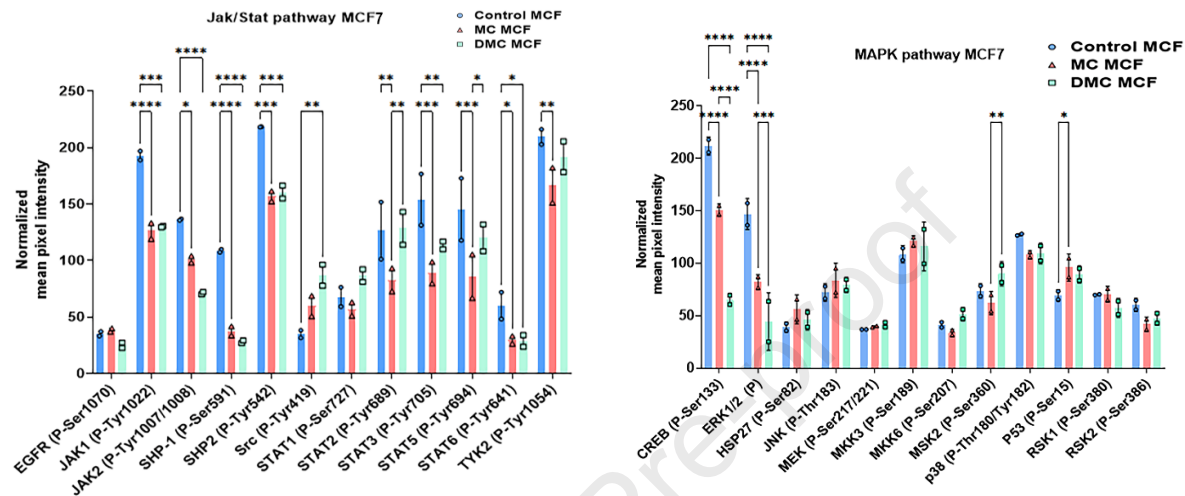 Jak/Stat pathway MCF7
Control MCF
MC MCF
DMC MCF
Normalized
mean pixel intensity
250
200
150
100
50
0
**** *** **** * **** **** *** *** ** ** ** *** ** *** * * * **
EGFR (P-Ser1070)
JAK1 (P-Tyr1022)
JAK2 (P-Tyr1007/1008)
SHP-1 (P-Ser591)
SHP2 (P-Tyr542)
Src (P-Tyr419)
STAT1 (P-Ser727)
STAT2 (P-Tyr689)
STAT3 (P-Tyr705)
STAT5 (P-Tyr694)
STAT6 (P-Tyr641)
TYK2 (P-Tyr1054)
MAPK pathway MCF7
Control MCF
MC MCF
DMC MCF
Normalized
mean pixel intensity
250
200
150
100
50
0
**** **** **** **** **** *** ** *
CREB (P-Ser133)
ERK1/2 (P)
HSP27 (P-Ser82)
JNK (P-Thr183)
MEK (P-Ser217/221)
MKK3 (P-Ser189)
MKK6 (P-Ser207)
MSK2 (P-Ser360)
p38 (P-Thr180/Tyr182)
P53 (P-Ser15)
RSK1 (P-Ser380)
RSK2 (P-Ser386)
Pre-proof